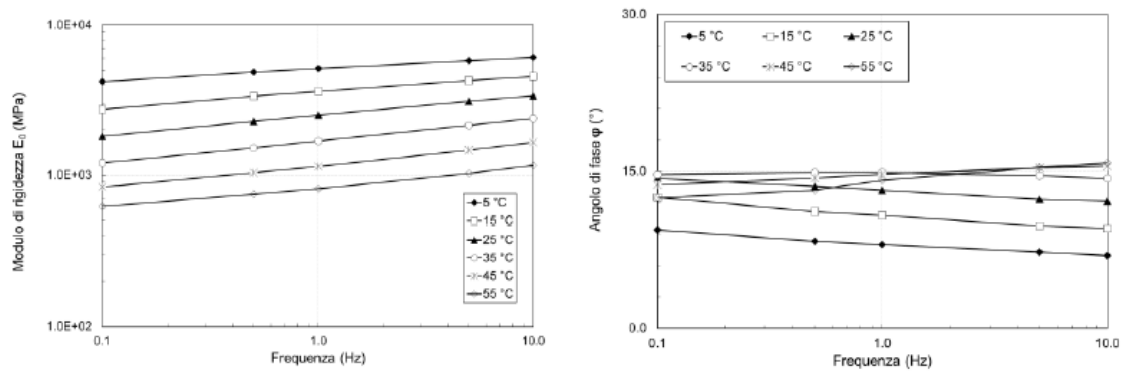 1.0E+04
1.0E+03
1.0E+02
Modulo di rigidezza E₀ (MPa)
5 °C
15 °C
25 °C
35 °C
45 °C
55 °C
0.1
1.0
10.0
Frequenza (Hz)
30.0
15.0
0.0
Angolo di fase φ (°)
5 °C
15 °C
25 °C
35 °C
45 °C
55 °C
0.1
1.0
10.0
Frequenza (Hz)